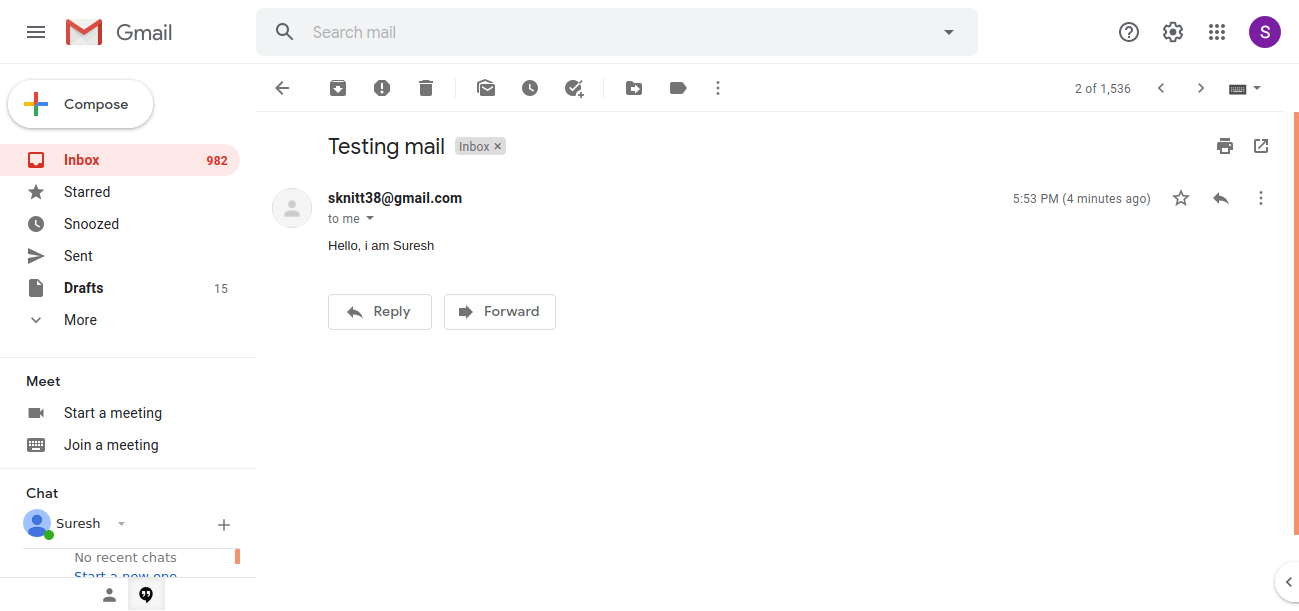 Gmail
Search mail
S
Compose
2 of 1,536
Inbox 982
Starred
Snoozed
Sent
Drafts 15
More
Testing mail Inbox ×
sknitt38@gmail.com 5:53 PM (4 minutes ago)
to me
Hello, i am Suresh
Reply Forward
Meet
Start a meeting
Join a meeting
Chat
Suresh
No recent chats
Start a new one